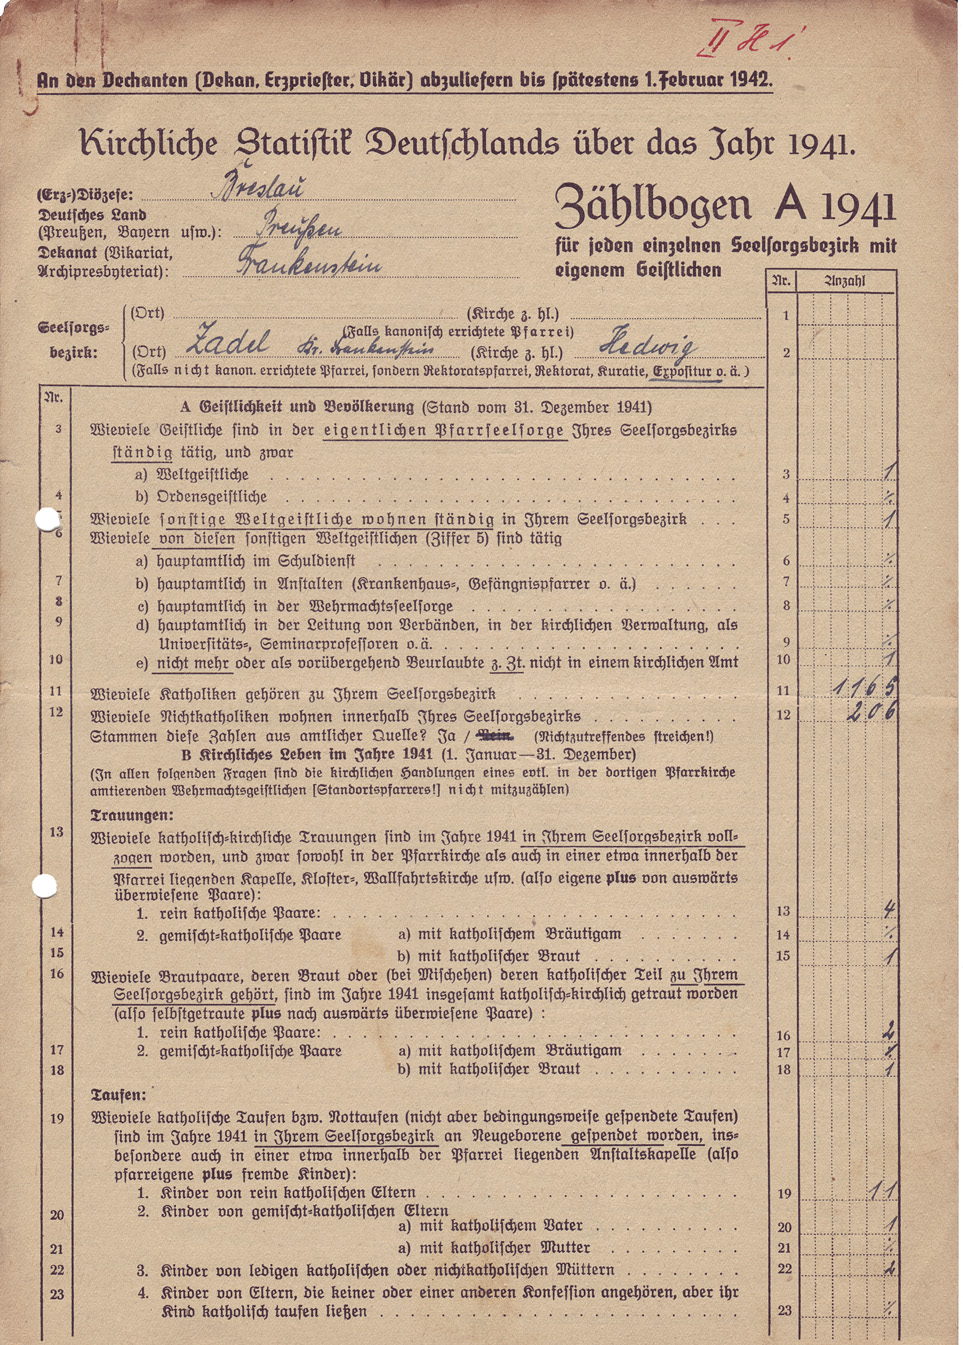 II H 1
An den Dechanten (Dekan, Erzpriester, Vikär) abzuliefern bis spätestens 1. Februar 1942.
Kirchliche Statistik Deutschlands über das Jahr 1941.
(Erz-)Diözese: Breslau
Deutsches Land
(Preußen, Bayern usw.): Preußen
Dekanat (Vikariat,
Archipresbyteriat): Frankenstein
Zählbogen A 1941
für jeden einzelnen Seelsorgsbezirk mit
eigenem Geistlichen
Nr. Anzahl
Seelsorgs-
bezirk:
(Ort) (Kirche z. hl.) 1
(Falls kanonisch errichtete Pfarrei)
(Ort) Zadel Kr. Frankenstein (Kirche z. hl.) Hedwig 2
(Falls nicht kanon. errichtete Pfarrei, sondern Rektoratspfarrei, Rektorat, Kuratie, Expositur o. ä.)
Nr.
A Geistlichkeit und Bevölkerung (Stand vom 31. Dezember 1941)
3 Wieviele Geistliche sind in der eigentlichen Pfarrseelsorge Ihres Seelsorgsbezirks
ständig tätig, und zwar
a) Weltgeistliche 3 1
4 b) Ordensgeistliche 4 ∕.
5 Wieviele sonstige Weltgeistliche wohnen ständig in Ihrem Seelsorgsbezirk 5 1
6 Wieviele von diesen sonstigen Weltgeistlichen (Ziffer 5) sind tätig
a) hauptamtlich im Schuldienst 6 ∕.
7 b) hauptamtlich in Anstalten (Krankenhaus-, Gefängnispfarrer o. ä.) 7 ∕.
8 c) hauptamtlich in der Wehrmachtsseelsorge 8 ∕.
9 d) hauptamtlich in der Leitung von Verbänden, in der kirchlichen Verwaltung, als
Universitäts-, Seminarprofessoren o. ä. 9 ∕.
10 e) nicht mehr oder als vorübergehend Beurlaubte z. Zt. nicht in einem kirchlichen Amt 10 1
11 Wieviele Katholiken gehören zu Ihrem Seelsorgsbezirk 11 1165
12 Wieviele Nichtkatholiken wohnen innerhalb Ihres Seelsorgsbezirks 12 206
Stammen diese Zahlen aus amtlicher Quelle? Ja / Nein. (Nichtzutreffendes streichen!)
B Kirchliches Leben im Jahre 1941 (1. Januar—31. Dezember)
(In allen folgenden Fragen sind die kirchlichen Handlungen eines evtl. in der dortigen Pfarrkirche
amtierenden Wehrmachtsgeistlichen [Standortspfarrers!] nicht mitzuzählen)
Trauungen:
13 Wieviele katholisch-kirchliche Trauungen sind im Jahre 1941 in Ihrem Seelsorgsbezirk voll-
zogen worden, und zwar sowohl in der Pfarrkirche als auch in einer etwa innerhalb der
Pfarrei liegenden Kapelle, Kloster-, Wallfahrtskirche usw. (also eigene plus von auswärts
überwiesene Paare):
1. rein katholische Paare: 13 4
14 2. gemischt-katholische Paare a) mit katholischem Bräutigam 14 ∕.
15 b) mit katholischer Braut 15 1
16 Wieviele Brautpaare, deren Braut oder (bei Mischehen) deren katholischer Teil zu Ihrem
Seelsorgsbezirk gehört, sind im Jahre 1941 insgesamt katholisch-kirchlich getraut worden
(also selbstgetraute plus nach auswärts überwiesene Paare) :
1. rein katholische Paare: 16 2
17 2. gemischt-katholische Paare a) mit katholischem Bräutigam 17 ∕.
18 b) mit katholischer Braut 18 1
Taufen:
19 Wieviele katholische Taufen bzw. Nottaufen (nicht aber bedingungsweise gespendete Taufen)
sind im Jahre 1941 in Ihrem Seelsorgsbezirk an Neugeborene gespendet worden, ins-
besondere auch in einer etwa innerhalb der Pfarrei liegenden Anstaltskapelle (also
pfarreigene plus fremde Kinder):
1. Kinder von rein katholischen Eltern 19 11
20 2. Kinder von gemischt-katholischen Eltern
a) mit katholischem Vater 20 1
21 a) mit katholischer Mutter 21 ∕.
22 3. Kinder von ledigen katholischen oder nichtkatholischen Müttern 22 2
23 4. Kinder von Eltern, die keiner oder einer anderen Konfession angehören, aber ihr
Kind katholisch taufen ließen 23 ∕.